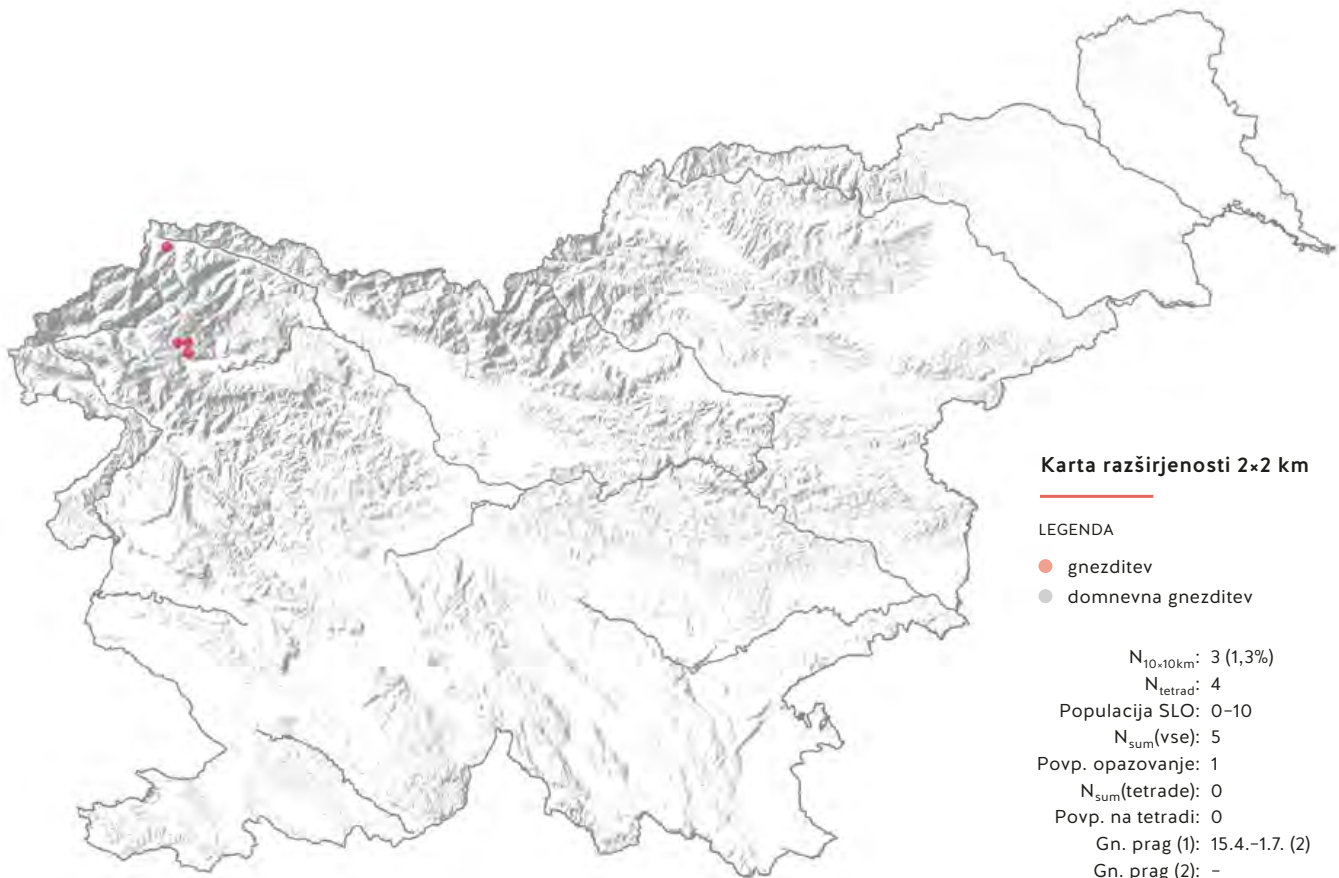 Karta razširjenosti 2×2 km
LEGENDA
gnezditev
domnevna gnezditev
N10×10km: 3 (1,3%)
Ntetrad: 4
Populacija SLO: 0–10
Nsum(vse): 5
Povp. opazovanje: 1
Nsum(tetrade): 0
Povp. na tetradi: 0
Gn. prag (1): 15.4.–1.7. (2)
Gn. prag (2): –